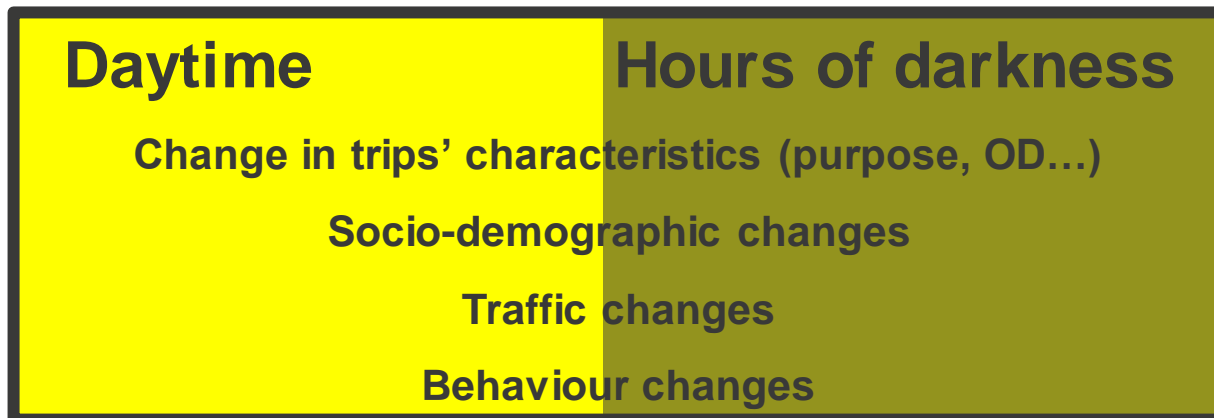 Daytime Hours of darkness
Change in trips’ characteristics (purpose, OD…)
Socio-demographic changes
Traffic changes
Behaviour changes